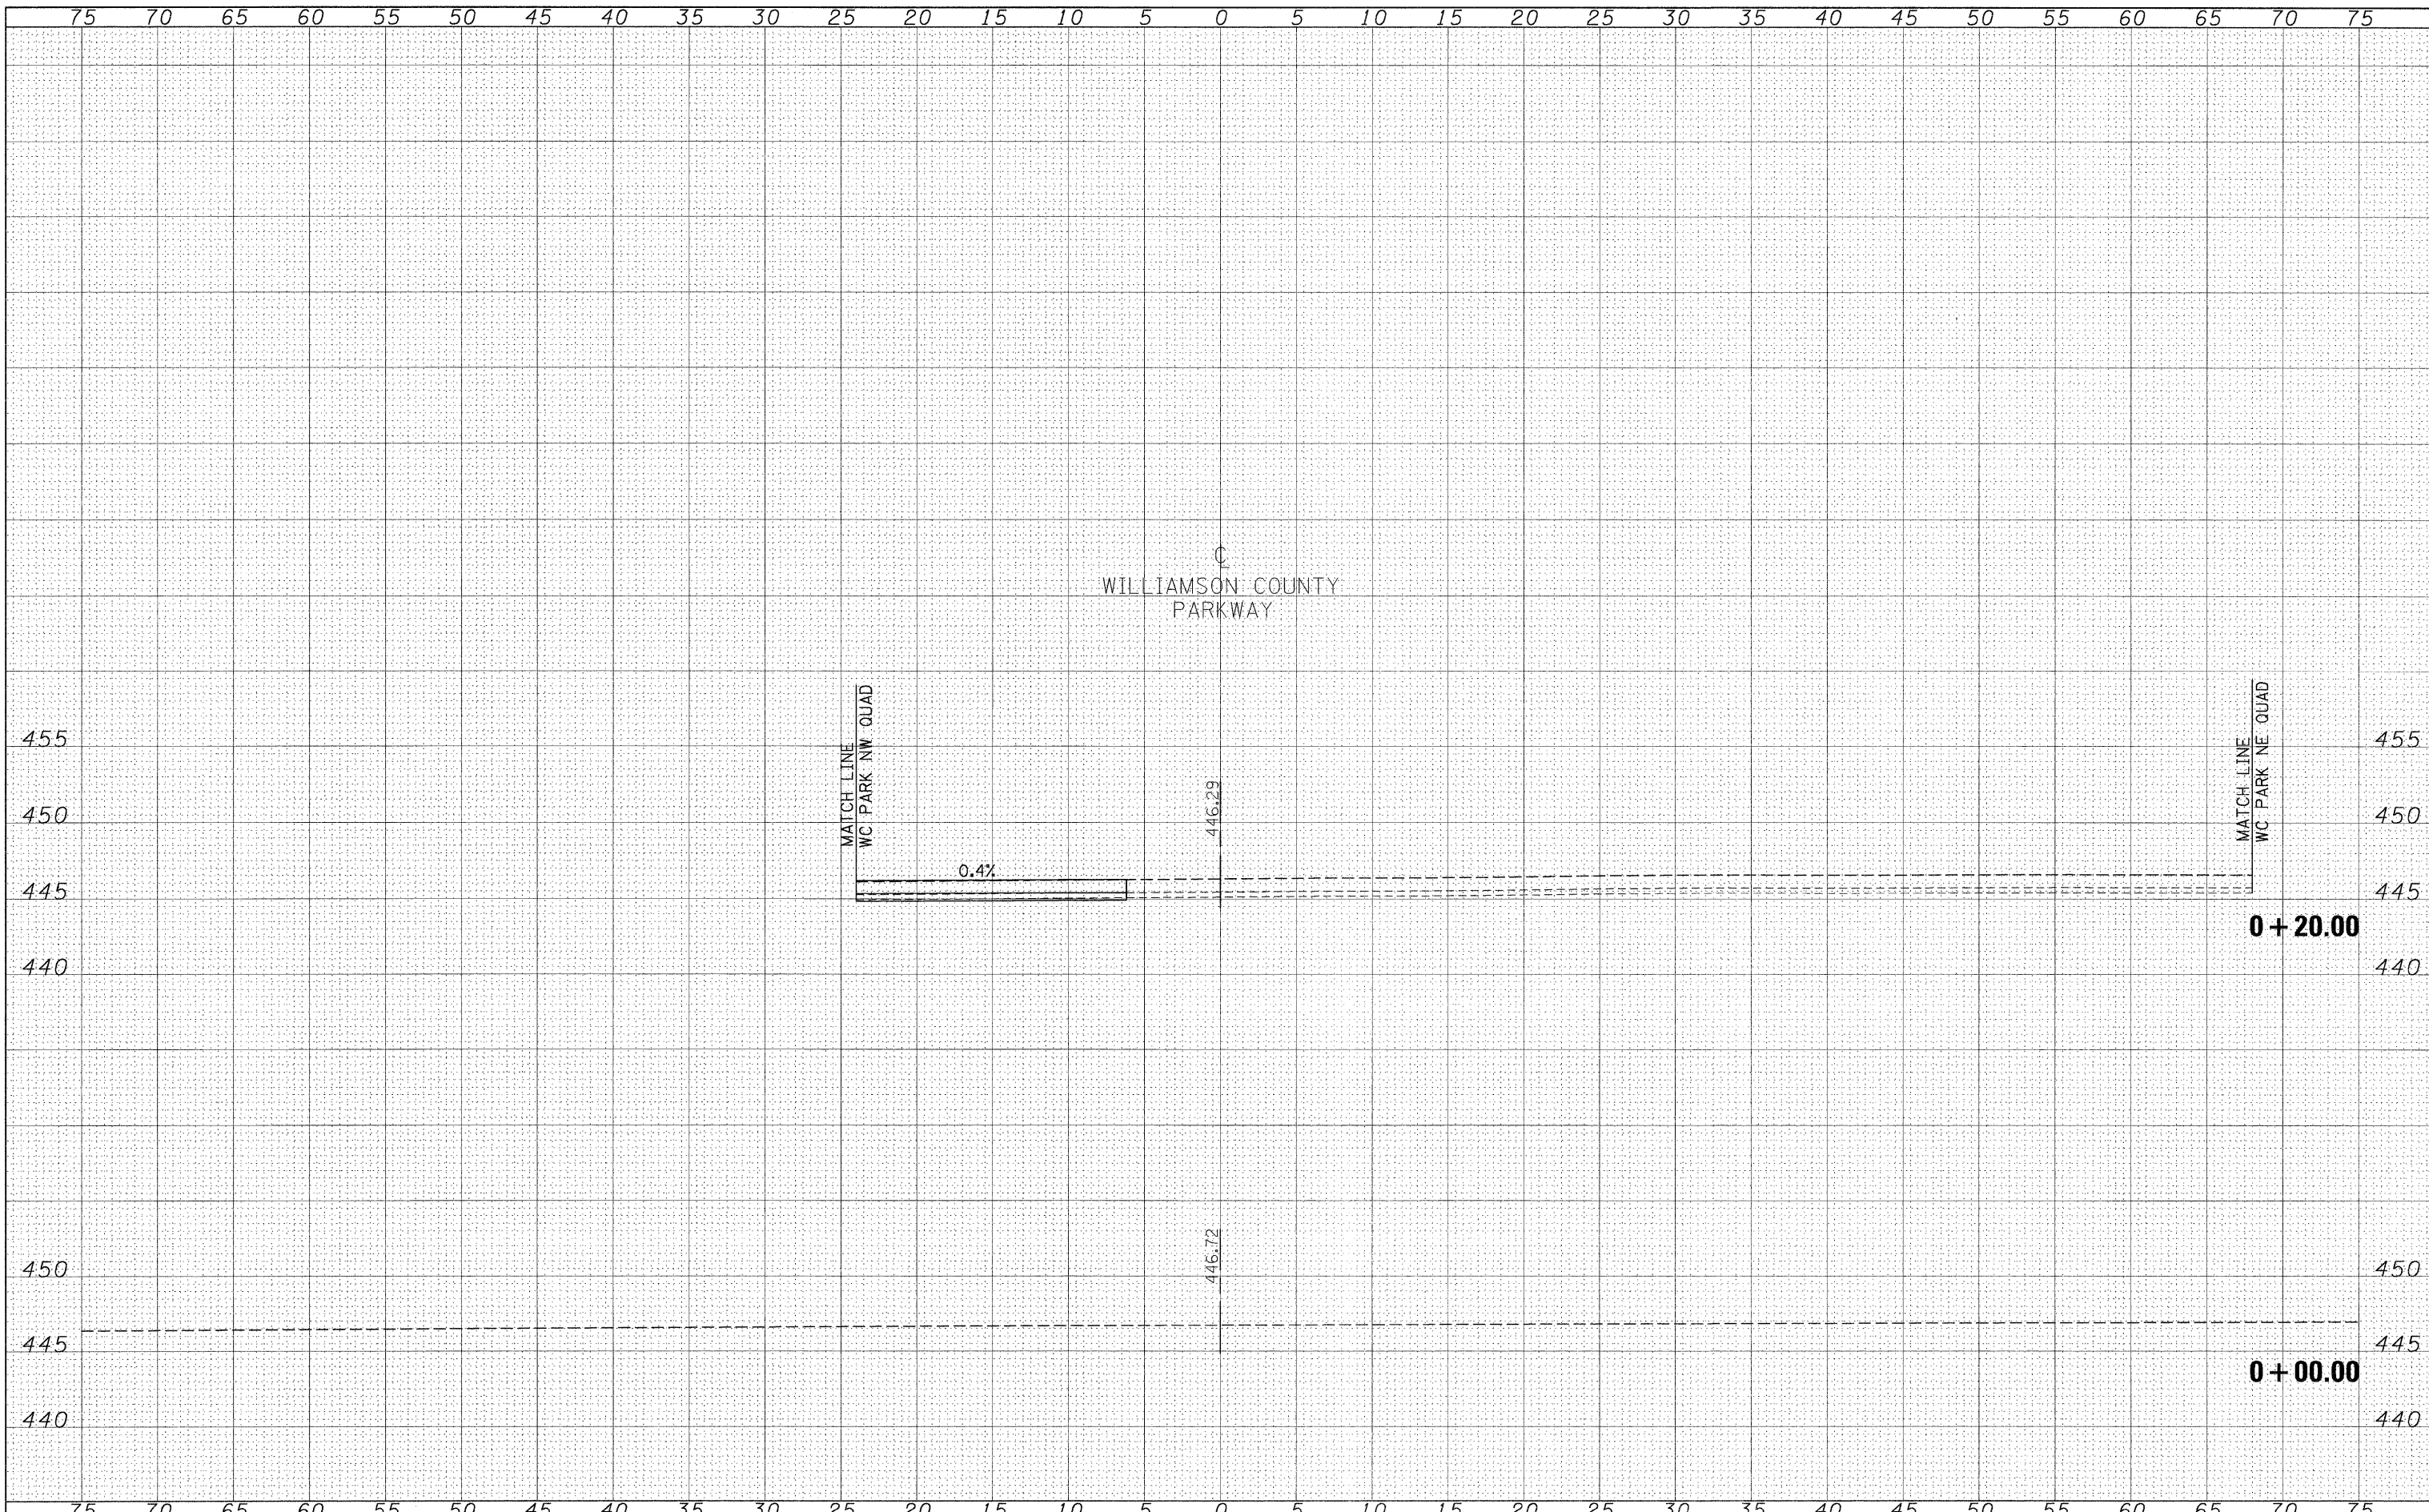 75 70 65 60 55 50 45 40 35 30 25 20 15 10 5 0 5 10 15 20 25 30 35 40 45 50 55 60 65 70 75
℄
WILLIAMSON COUNTY
PARKWAY
MATCH LINE
WC PARK NW QUAD
MATCH LINE
WC PARK NE QUAD
455 455
446.29
450 450
0.4%
445 445
0+20.00
440 440
446.72
450 450
445 445
0+00.00
440 440
75 70 65 60 55 50 45 40 35 30 25 20 15 10 5 0 5 10 15 20 25 30 35 40 45 50 55 60 65 70 75